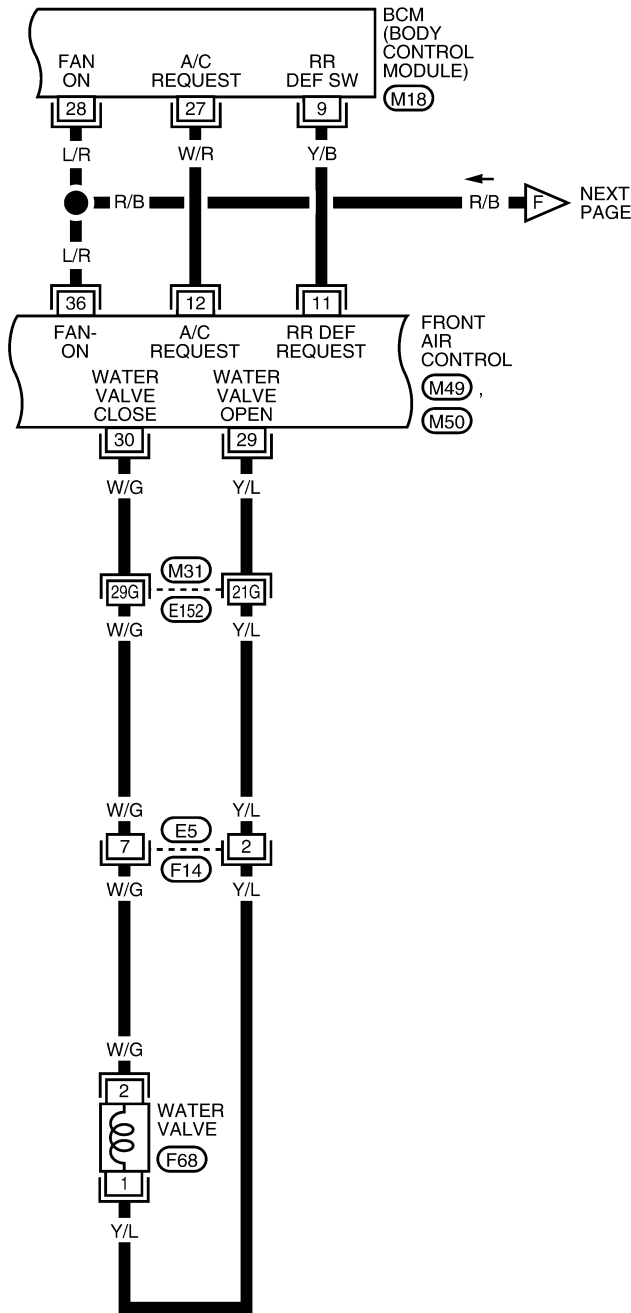 BCM
(BODY
CONTROL
MODULE)
M18
FAN
ON
A/C
REQUEST
RR
DEF SW
28
27
9
L/R
W/R
Y/B
R/B
R/B
F
NEXT
PAGE
L/R
36
12
11
FAN-
ON
A/C
REQUEST
RR DEF
REQUEST
FRONT
AIR
CONTROL
M49 ,
M50
WATER
VALVE
CLOSE
WATER
VALVE
OPEN
30
29
W/G
Y/L
29G
M31
E152
21G
W/G
Y/L
W/G
Y/L
7
E5
F14
2
W/G
Y/L
W/G
2
WATER
VALVE
F68
1
Y/L